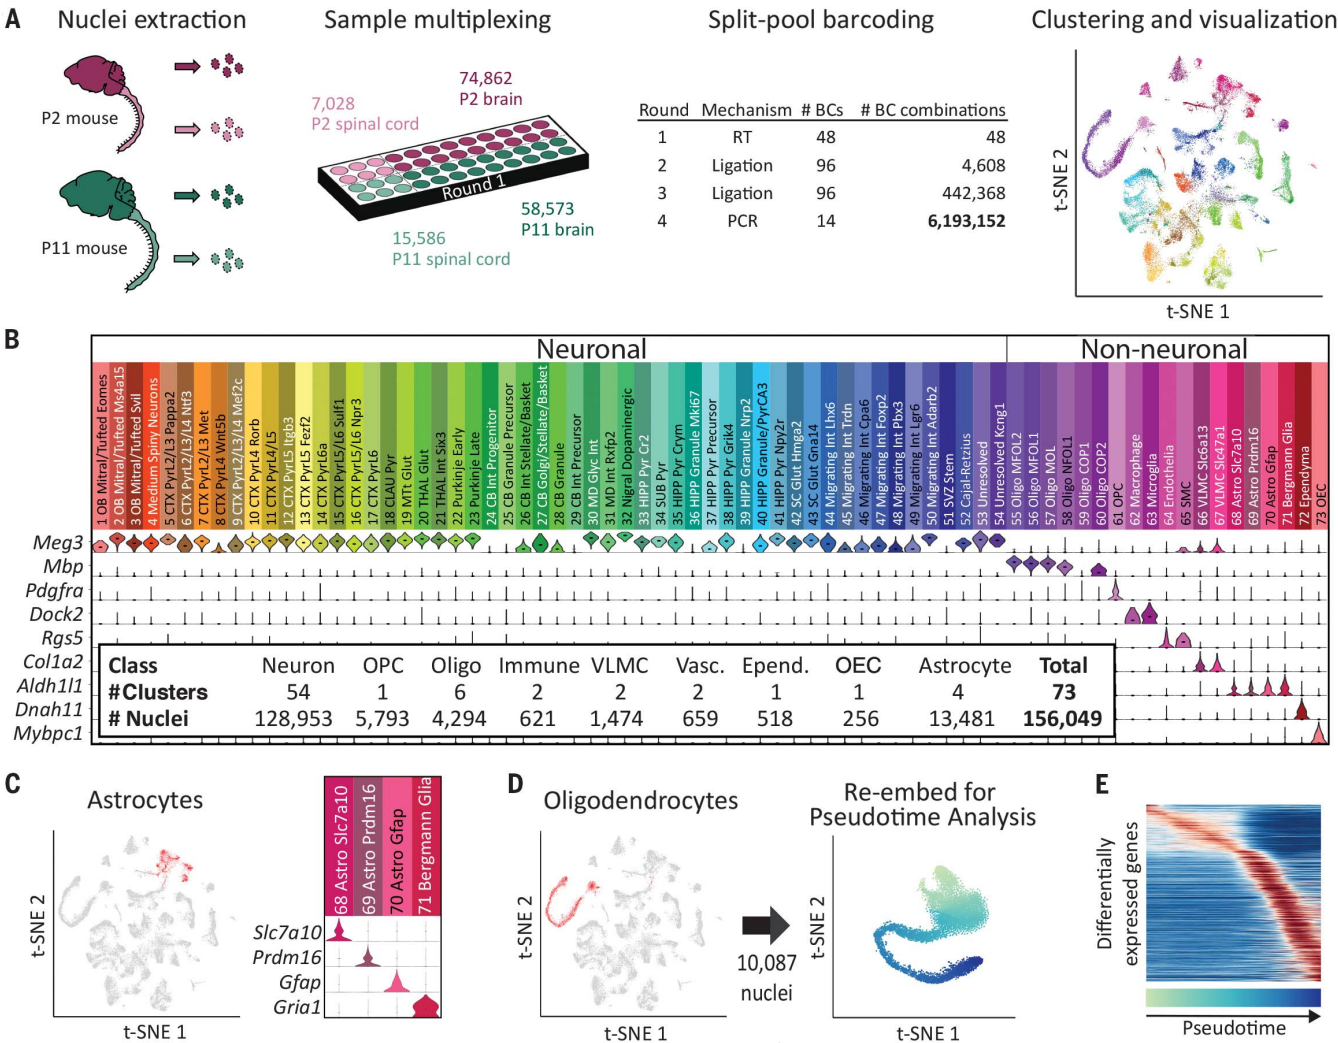 A
Nuclei extraction
Sample multiplexing
Split-pool barcoding
Clustering and visualization
P2 mouse
P11 mouse
74,862
P2 brain
7,028
P2 spinal cord
Round 1
58,573
P11 brain
15,586
P11 spinal cord
Round Mechanism # BCs # BC combinations
1 RT 48 48
2 Ligation 96 4,608
3 Ligation 96 442,368
4 PCR 14 6,193,152
t-SNE 2
t-SNE 1
B
Neuronal
Non-neuronal
1 OB Mitral/Tufted Eomes
2 OB Mitral/Tufted Ms4a15
3 OB Mitral/Tufted Svil
4 Medium Spiny Neurons
5 CTX PyrL2/L3 Pappa2
6 CTX PyrL2/L3/L4 Ntf3
7 CTX PyrL2/L3 Met
8 CTX PyrL4 Wnt5b
9 CTX PyrL2/L3/L4 Mef2c
10 CTX PyrL4 Rorb
11 CTX PyrL4/L5
12 CTX PyrL5 Itgb3
13 CTX PyrL5 Fezf2
14 CTX PyrL6a
15 CTX PyrL5/L6 Sulf1
16 CTX PyrL5/L6 Npr3
17 CTX PyrL6
18 CLAU Pyr
19 MTt Glut
20 THAL Glut
21 THAL Int Six3
22 Purkinje Early
23 Purkinje Late
24 CB Int Progenitor
25 CB Granule Precursor
26 CB Int Stellate/Basket
27 CB Golgi/Stellate/Basket
28 CB Granule
29 CB Int Precursor
30 MD Glyc Int
31 MD Int Rxfp2
32 Nigral Dopaminergic
33 HIPP Pyr Cr2
34 SUB Pyr
35 HIPP Pyr Crym
36 HIPP Granule Mki67
37 HIPP Pyr Precursor
38 HIPP Pyr Grik4
39 HIPP Granule Nrp2
40 HIPP Granule/PyrCA3
41 HIPP Pyr Npy2r
42 SC Glut Hmga2
43 SC Glut Gna14
44 Migrating Int Lhx6
45 Migrating Int Trdn
46 Migrating Int Cpa6
47 Migrating Int Foxp2
48 Migrating Int Pbx3
49 Migrating Int Lgr6
50 Migrating Int Adarb2
51 SVZ Stem
52 Cajal-Retzius
53 Unresolved
54 Unresolved Kcng1
55 Oligo MFOL2
56 Oligo MFOL1
57 Oligo MOL
58 Oligo NFOL1
59 Oligo COP1
60 Oligo COP2
61 OPC
62 Macrophage
63 Microglia
64 Endothelia
65 SMC
66 VLMC Slc6a13
67 VLMC Slc47a1
68 Astro Slc7a10
69 Astro Prdm16
70 Astro Gfap
71 Bergmann Glia
72 Ependyma
73 OEC
Meg3
Mbp
Pdgfra
Dock2
Rgs5
Col1a2
Aldh1l1
Dnah11
Mybpc1
Class Neuron OPC Oligo Immune VLMC Vasc. Epend. OEC Astrocyte Total
#Clusters 54 1 6 2 2 2 1 1 4 73
# Nuclei 128,953 5,793 4,294 621 1,474 659 518 256 13,481 156,049
C
Astrocytes
t-SNE 2
t-SNE 1
68 Astro Slc7a10
69 Astro Prdm16
70 Astro Gfap
71 Bergmann Glia
Slc7a10
Prdm16
Gfap
Gria1
D
Oligodendrocytes
t-SNE 2
t-SNE 1
10,087
nuclei
Re-embed for
Pseudotime Analysis
t-SNE 2
t-SNE 1
E
Differentially
expressed genes
Pseudotime